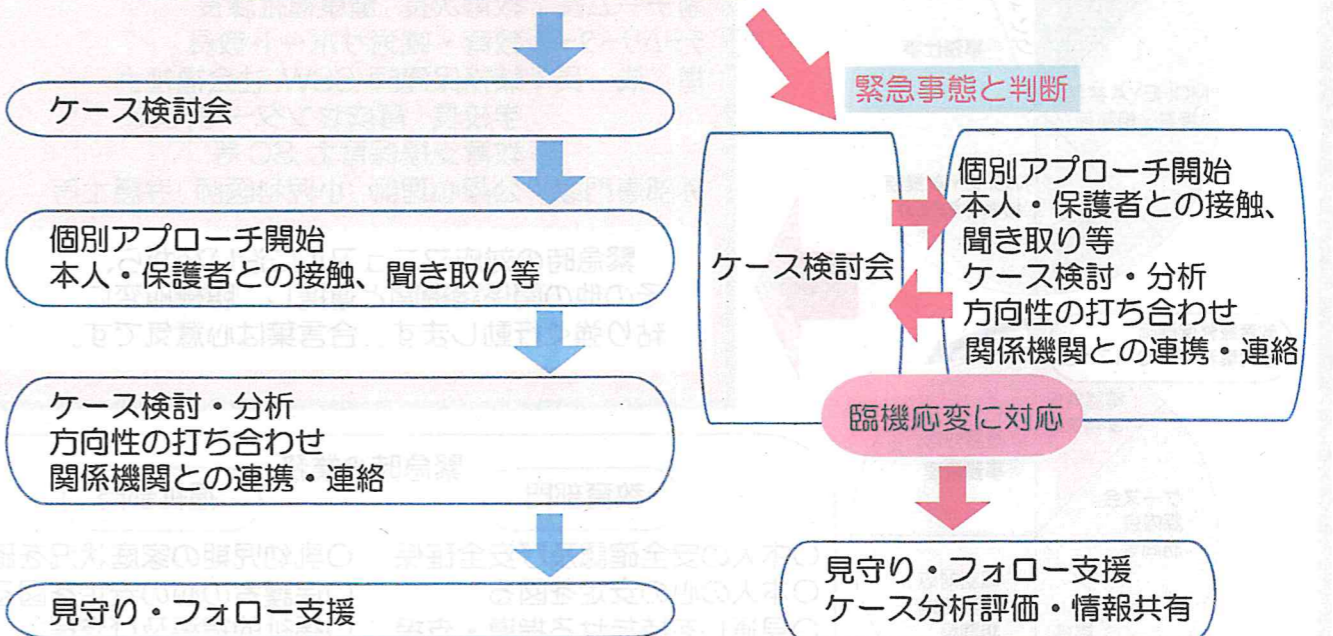 ケース検討会
個別アプローチ開始
本人・保護者との接触、聞き取り等
ケース検討・分析
方向性の打ち合わせ
関係機関との連携・連絡
見守り・フォロー支援
緊急事態と判断
ケース検討会
個別アプローチ開始
本人・保護者との接触、
聞き取り等
ケース検討・分析
方向性の打ち合わせ
関係機関との連携・連絡
臨機応変に対応
見守り・フォロー支援
ケース分析評価・情報共有